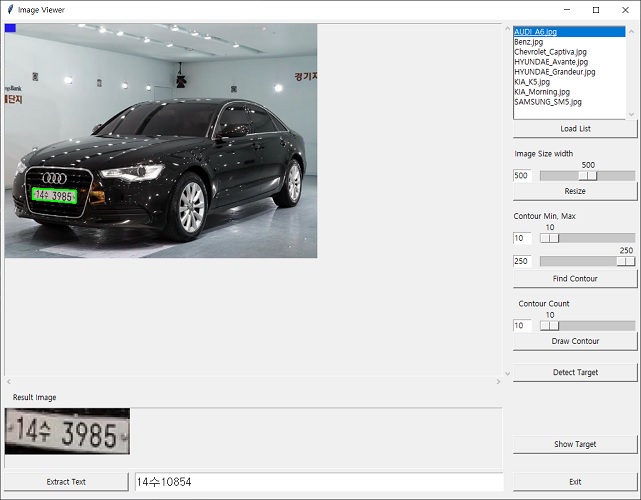 Image Viewer
경기지
단지
14수 3985
AUDI_A6.jpg
Benz.jpg
Chevrolet_Captiva.jpg
HYUNDAE_Avante.jpg
HYUNDAE_Grandeur.jpg
KIA_K5.jpg
KIA_Morning.jpg
SAMSUNG_SM5.jpg
Load List
Image Size width
500
500
Resize
Contour Min, Max
10
10
250
250
Find Contour
Contour Count
10
10
Draw Contour
Detect Target
Result Image
14수 3985
Show Target
Extract Text
14수10854
Exit